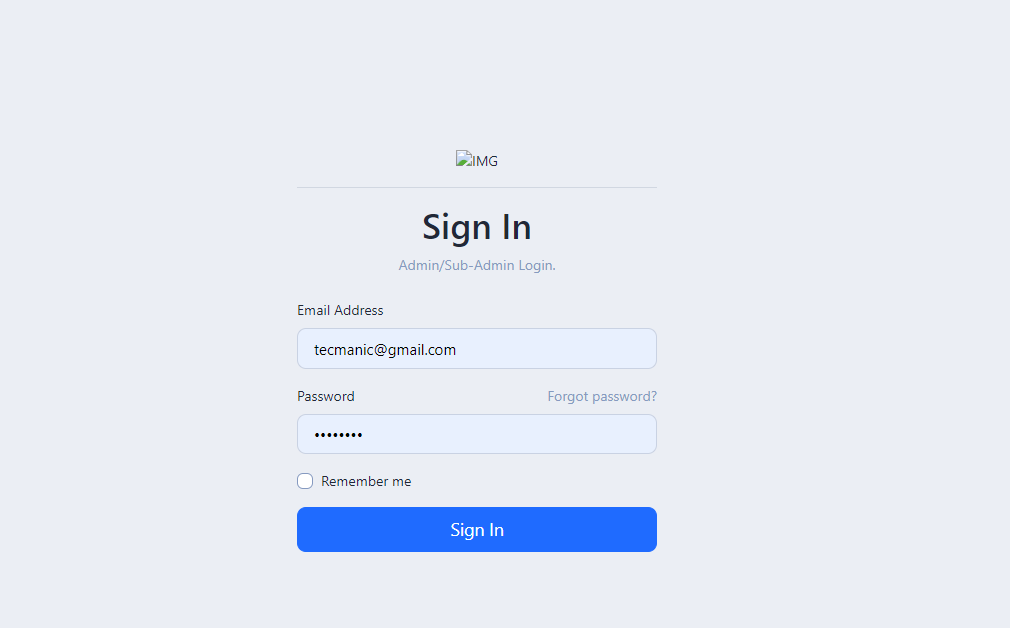 IMG
Sign In
Admin/Sub-Admin Login.
Email Address
tecmanic@gmail.com
Password Forgot password?
••••••••
Remember me
Sign In